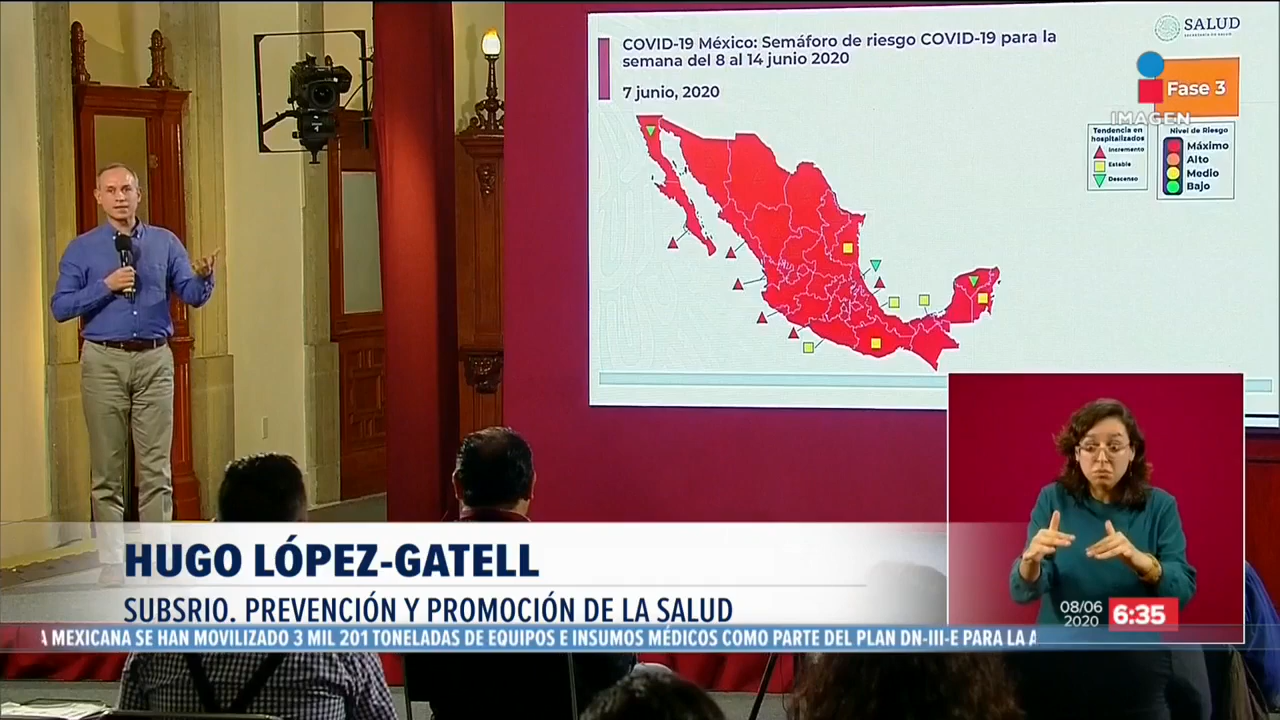 SALUD
SECRETARÍA DE SALUD
COVID-19 México: Semáforo de riesgo COVID-19 para la
semana del 8 al 14 junio 2020
7 junio, 2020
Fase 3
IMAGEN
Tendencia en
hospitalizados
Incremento
Estable
Descenso
Nivel de Riesgo
Máximo
Alto
Medio
Bajo
HUGO LÓPEZ-GATELL
SUBSRIO. PREVENCIÓN Y PROMOCIÓN DE LA SALUD
08/06
2020
6:35
A MEXICANA SE HAN MOVILIZADO 3 MIL 201 TONELADAS DE EQUIPOS E INSUMOS MÉDICOS COMO PARTE DEL PLAN DN-III-E PARA LA A